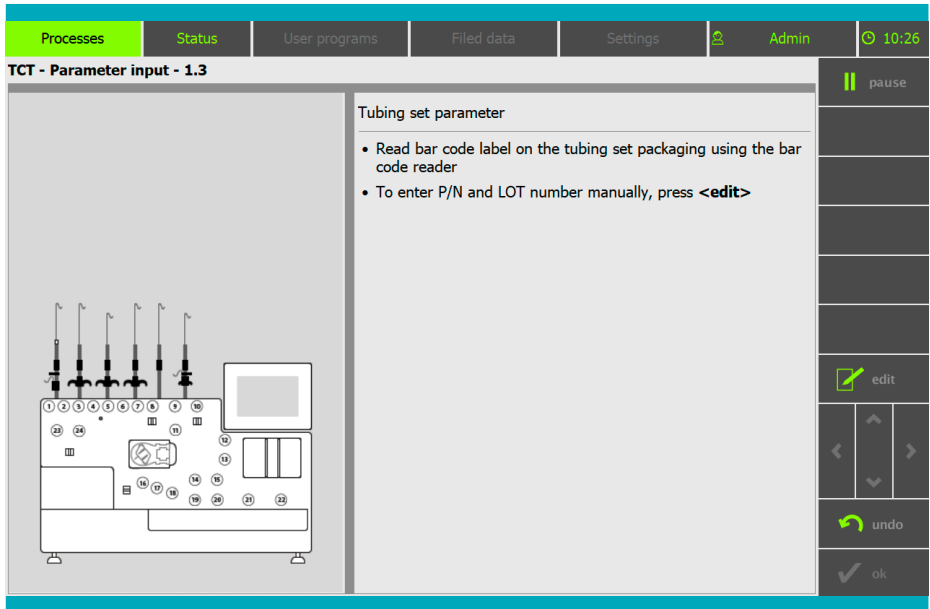 Processes Status User programs Filed data Settings Admin 10:26
TCT - Parameter input - 1.3
pause
Tubing set parameter
• Read bar code label on the tubing set packaging using the bar
code reader
• To enter P/N and LOT number manually, press <edit>
edit
undo
ok
1 2 3 4 5 6 7 8 9 10
23 24 11
12
13
16 17 18 14 15
19 20 21 22